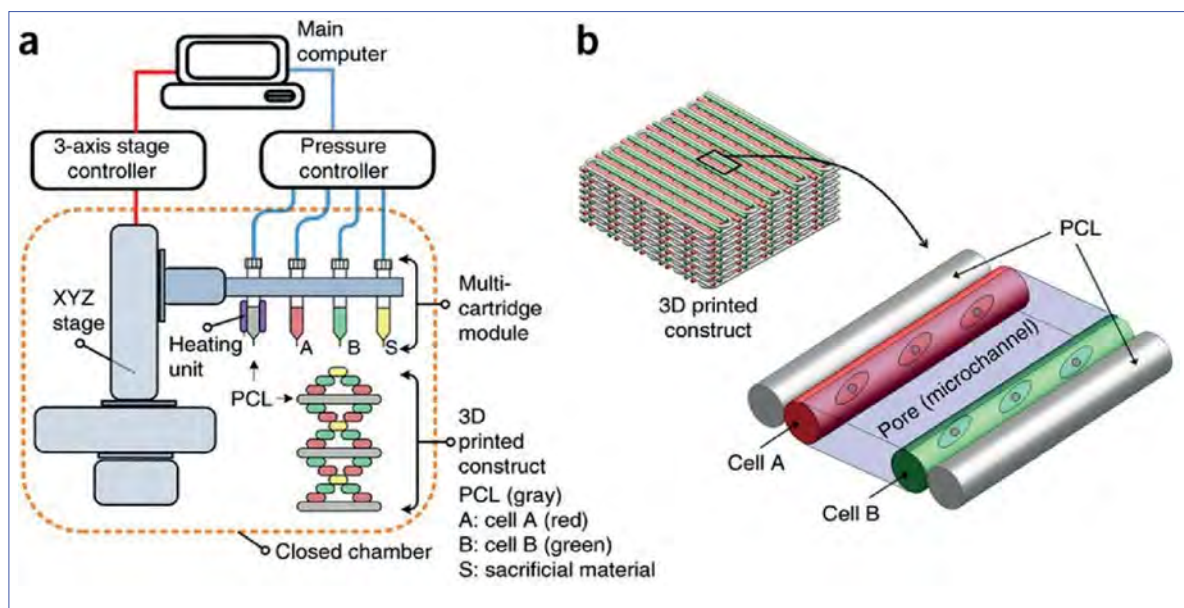 a
Main
computer
3-axis stage
controller
Pressure
controller
XYZ
stage
Heating
unit
A
B
S
Multi-
cartridge
module
PCL
3D
printed
construct
PCL (gray)
A: cell A (red)
B: cell B (green)
S: sacrificial material
Closed chamber
b
3D printed
construct
PCL
Pore (microchannel)
Cell A
Cell B